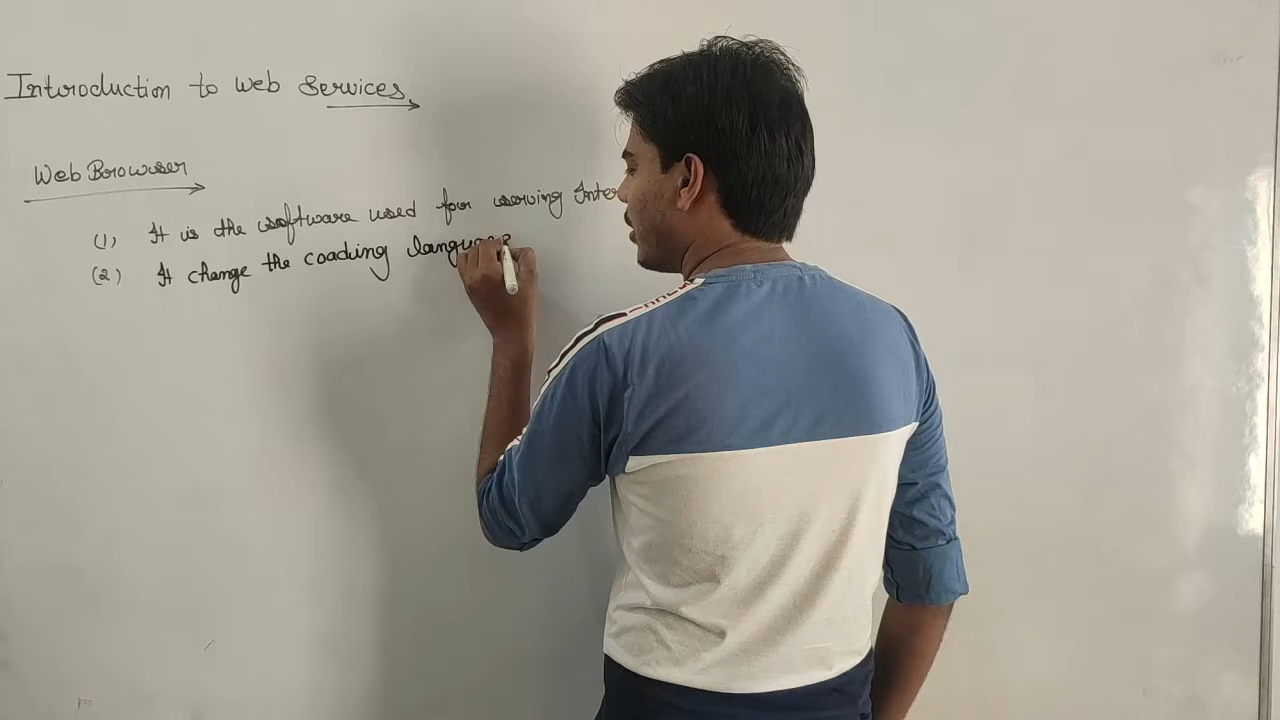 Introduction to Web Services
Web Browser
(1) It is the software used for serving Inter
(2) It change the coading language